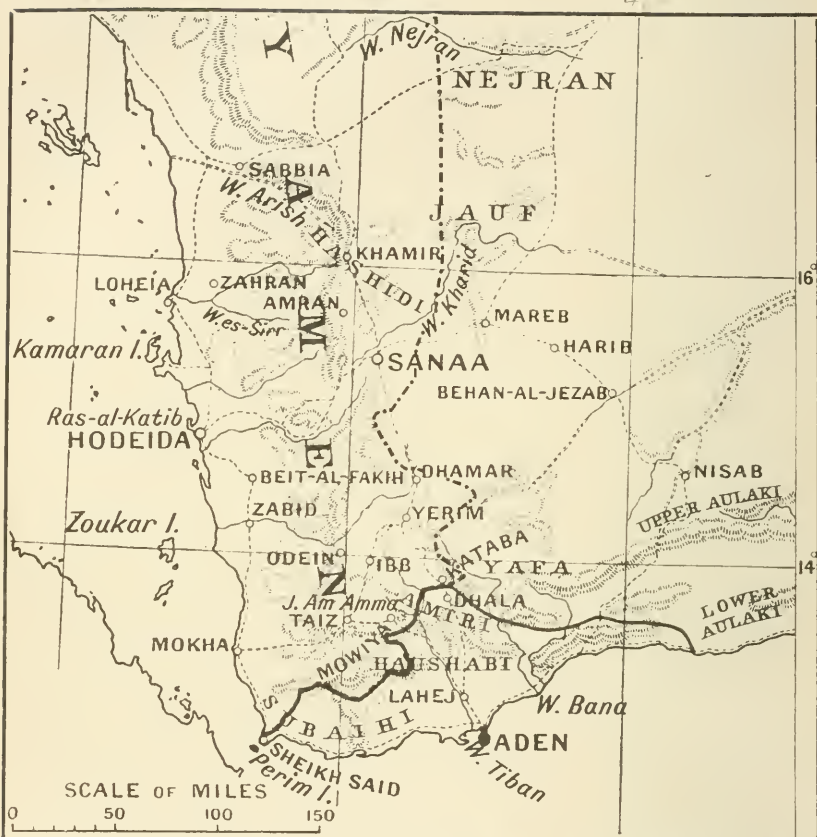 W. Nejran
NEJRAN
YAMEN
SABBIA
W. Arish
HASHIDI
JAUF
KHAMIR
16°
LOHEIA
ZAHRAN
AMRAN
W. es-Sirr
W. Kharid
MAREB
Kamaran I.
SANAA
HARIB
BEHAN-AL-JEZAB
Ras-al-Katib
HODEIDA
BEIT-AL-FAKIH
DHAMAR
NISAB
ZABID
YERIM
UPPER AULAKI
Zoukar I.
ODEIN
IBB
KATABA
YAFA
14°
J. Am Amma
DHALA
AMIRI
TAIZ
LOWER
AULAKI
MOKHA
MOWIYA
HAUSHABI
LAHEJ
W. Bana
SUBAIHI
ADEN
W. Tiban
SHEIKH SAID
Perim I.
SCALE OF MILES
0 50 100 150